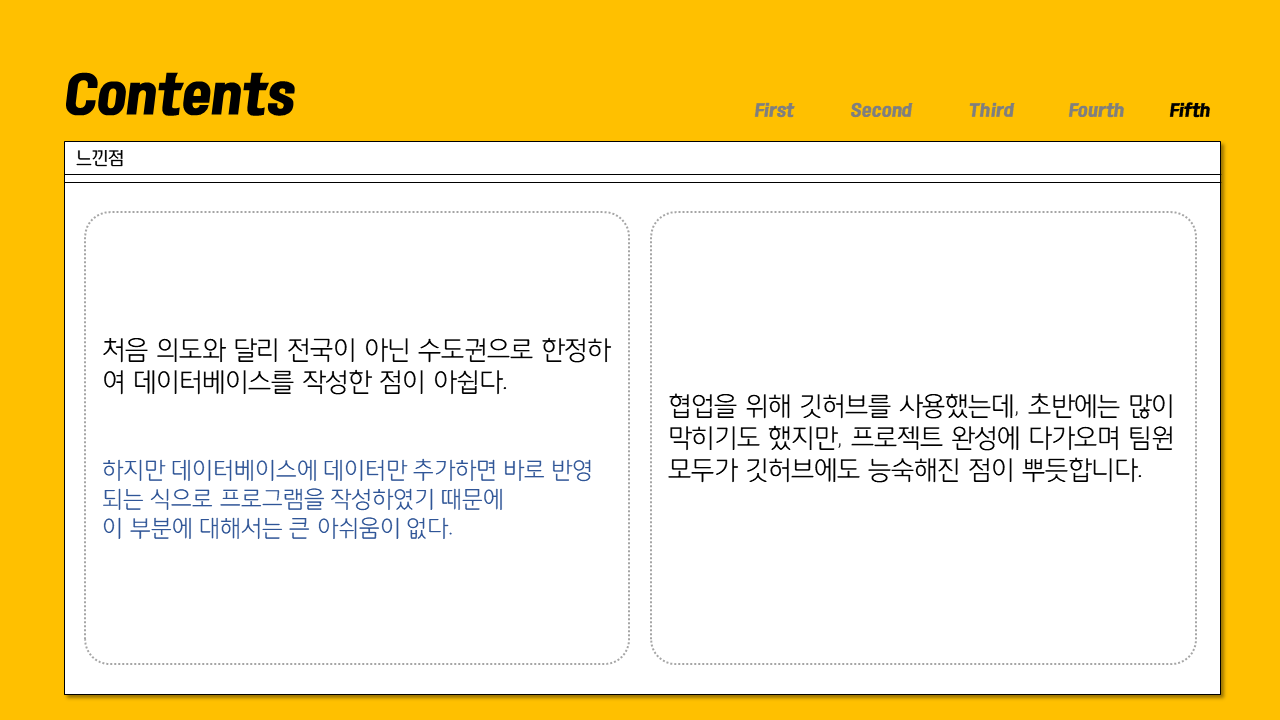 Contents
First Second Third Fourth Fifth
느낀점
처음 의도와 달리 전국이 아닌 수도권으로 한정하
여 데이터베이스를 작성한 점이 아쉽다.
하지만 데이터베이스에 데이터만 추가하면 바로 반영
되는 식으로 프로그램을 작성하였기 때문에
이 부분에 대해서는 큰 아쉬움이 없다.
협업을 위해 깃허브를 사용했는데, 초반에는 많이
막히기도 했지만, 프로젝트 완성에 다가오며 팀원
모두가 깃허브에도 능숙해진 점이 뿌듯합니다.